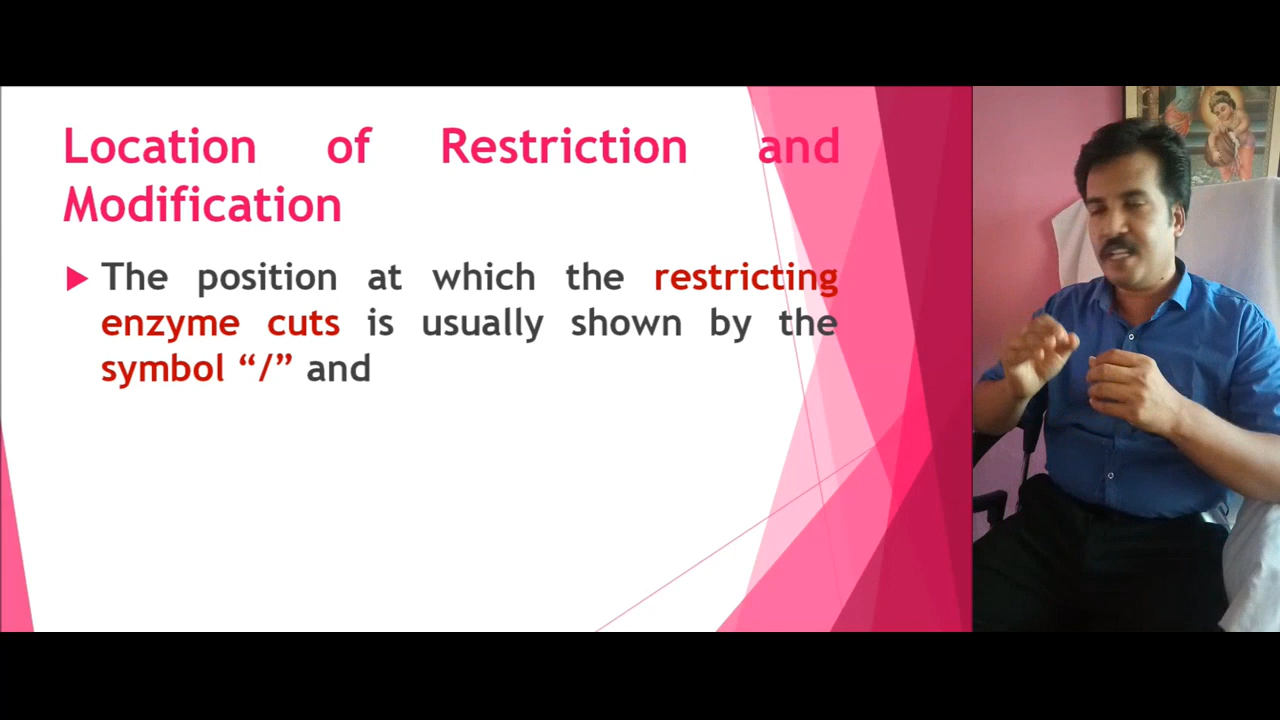 Location of Restriction and
Modification
The position at which the restricting
enzyme cuts is usually shown by the
symbol “/” and